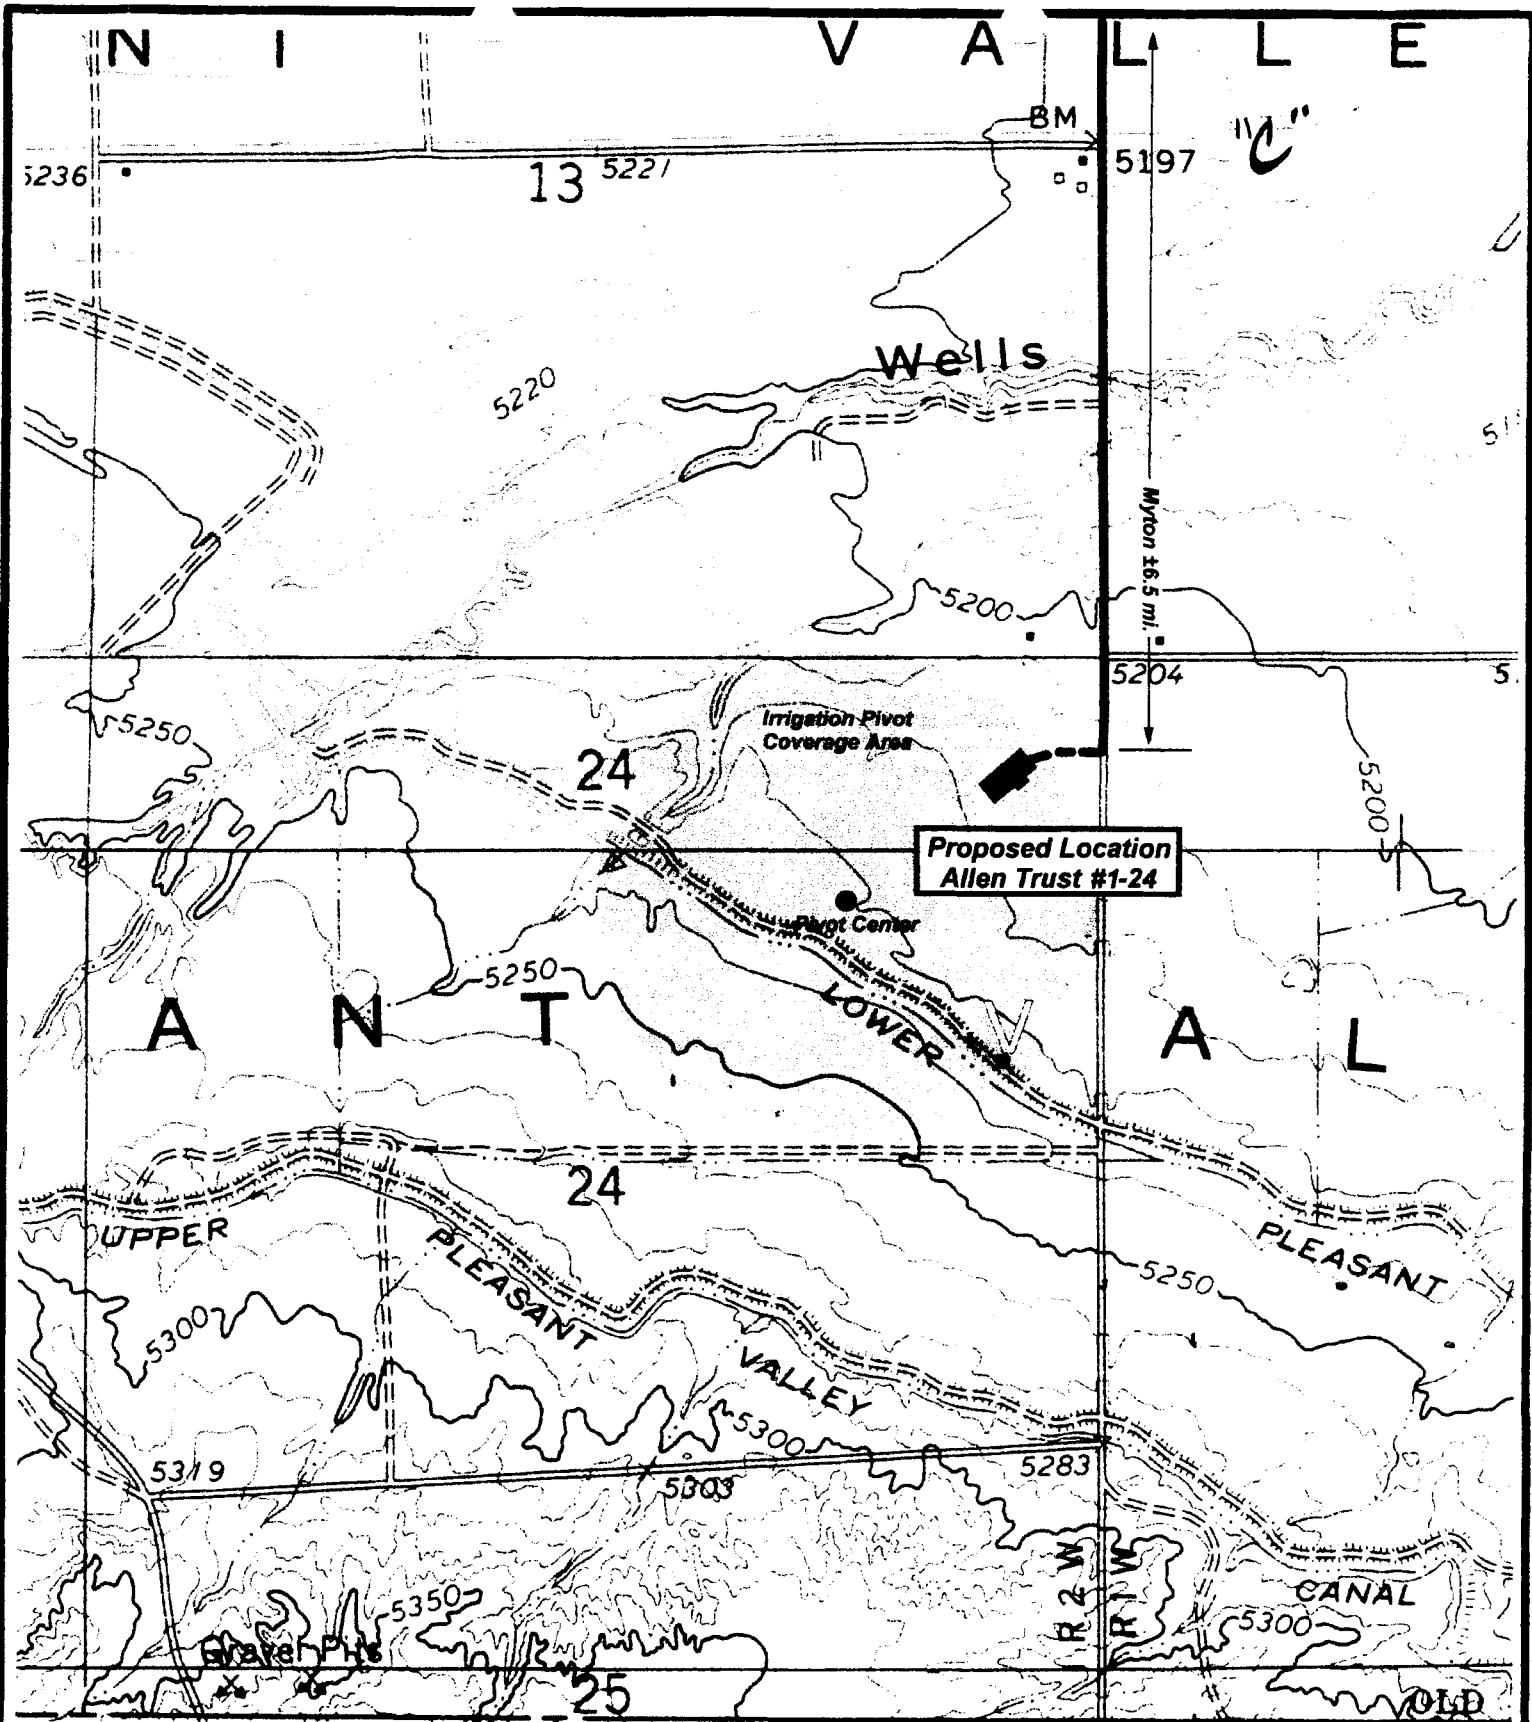 N I V A L L E
BM
"C"
5236
13
5221
5197
Wells
5220
Myton ±6.5 mi.
5200
5204
5250
Irrigation Pivot
Coverage Area
24
5200
Proposed Location
Allen Trust #1-24
Pivot Center
5250
A N T V A L
LOWER
24
UPPER
PLEASANT
PLEASANT
5250
5300
VALLEY
5300
5319
5303
5283
R 2 W
R 1 W
CANAL
5350
5300
Gravel Pits
25
OLD